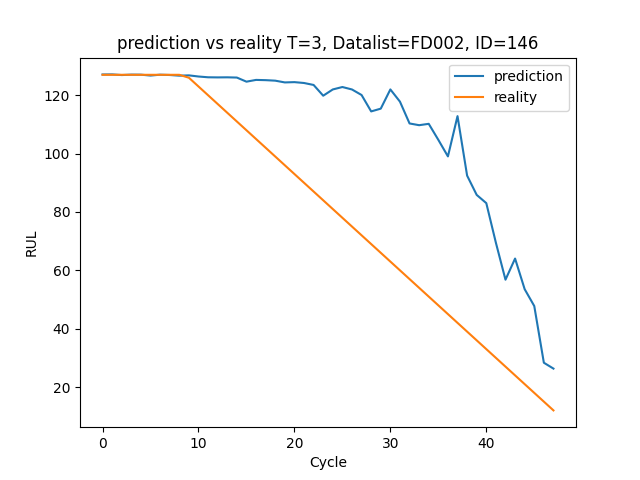 prediction vs reality T=3, Datalist=FD002, ID=146
prediction
reality
120
100
80
60
40
20
RUL
0 10 20 30 40
Cycle